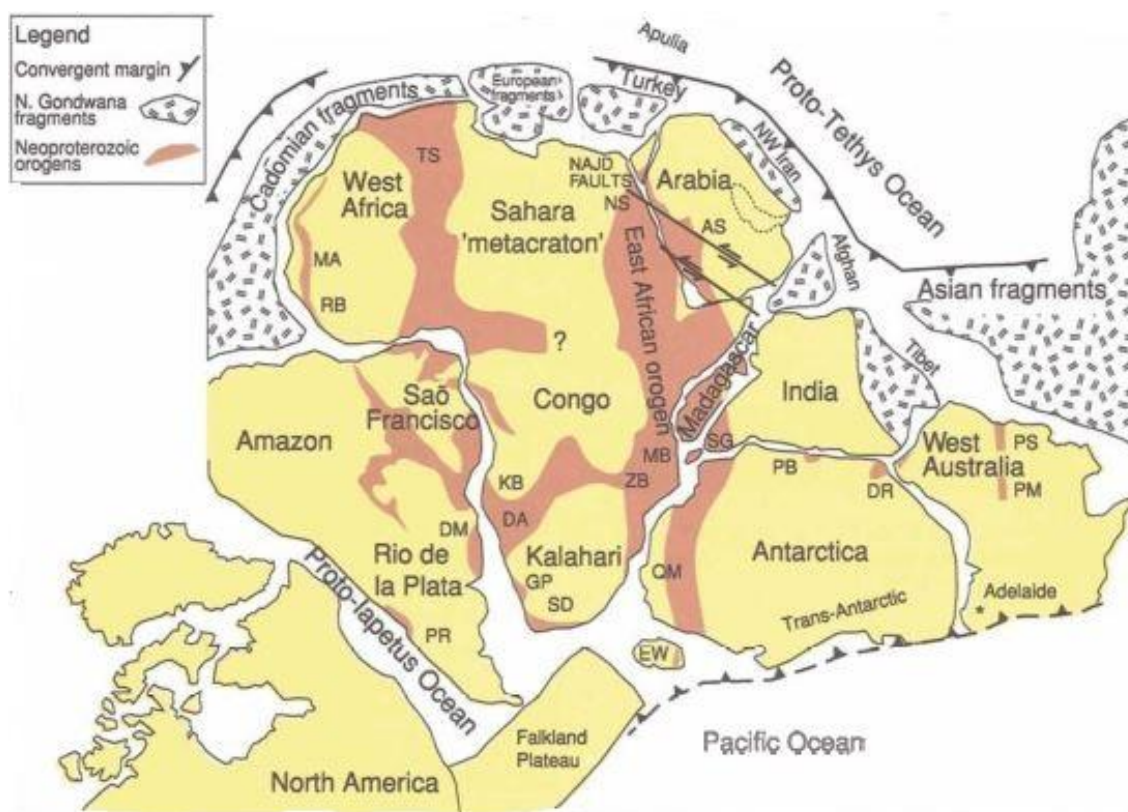 Legend
Convergent margin
N. Gondwana
fragments
Neoproterozoic
orogens
Apulia
Proto-Tethys Ocean
Cadomian fragments
European
fragments
Turkey
NW Iran
TS
West
Africa
Sahara
'metacraton'
NAJD
FAULTS
NS
Arabia
AS
MA
RB
East African orogen
Afghan
Asian fragments
?
Madagascar
Tibet
Saō
Francisco
Congo
India
Amazon
MB
SG
West
Australia
PS
PM
KB
ZB
PB
DR
DM
DA
Rio de
la Plata
Kalahari
Antarctica
GP
SD
QM
Adelaide
*
Trans-Antarctic
Proto-Iapetus Ocean
PR
EW
Falkland
Plateau
Pacific Ocean
North America